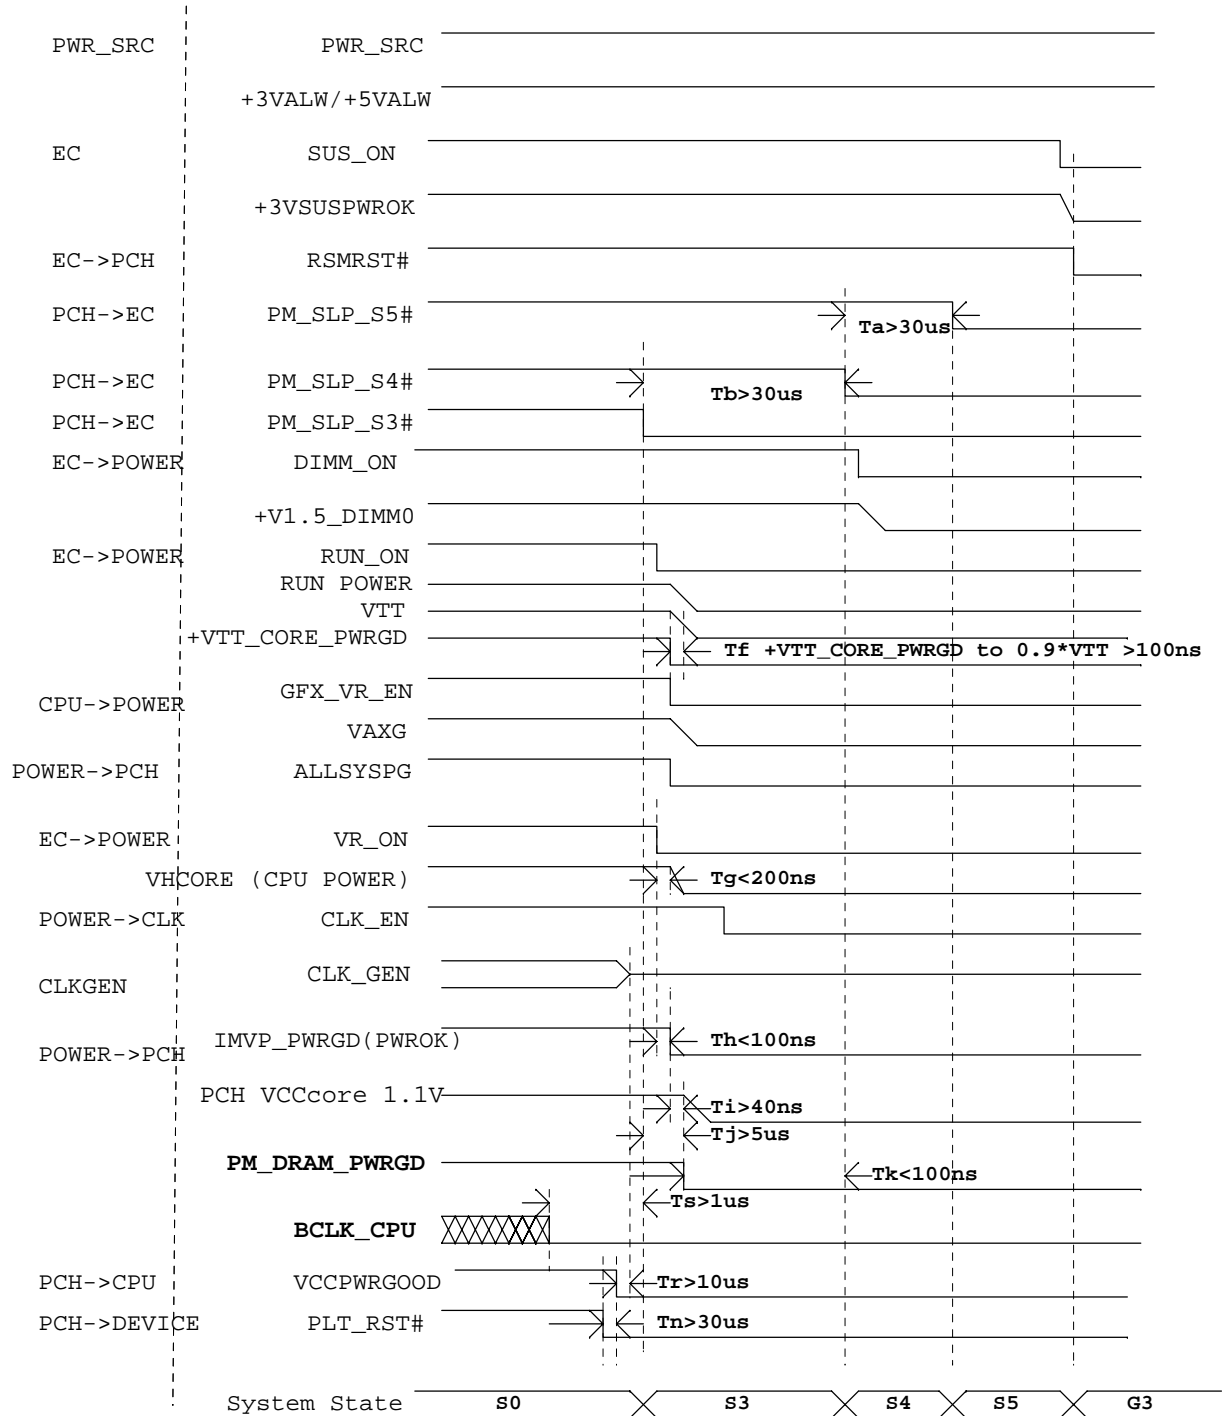 PWR_SRC PWR_SRC
+3VALW/+5VALW
EC SUS_ON
+3VSUSPWROK
EC->PCH RSMRST#
PCH->EC PM_SLP_S5# Ta>30us
PCH->EC PM_SLP_S4# Tb>30us
PCH->EC PM_SLP_S3#
EC->POWER DIMM_ON
+V1.5_DIMM0
EC->POWER RUN_ON
RUN POWER
VTT
+VTT_CORE_PWRGD Tf +VTT_CORE_PWRGD to 0.9*VTT >100ns
GFX_VR_EN
CPU->POWER
VAXG
POWER->PCH ALLSYSPG
EC->POWER VR_ON
VHCORE (CPU POWER) Tg<200ns
POWER->CLK CLK_EN
CLK_GEN
CLKGEN
IMVP_PWRGD(PWROK) Th<100ns
POWER->PCH
PCH VCCcore 1.1V Ti>40ns
Tj>5us
PM_DRAM_PWRGD Tk<100ns
Ts>1us
BCLK_CPU
PCH->CPU VCCPWRGOOD Tr>10us
PCH->DEVICE PLT_RST# Tn>30us
System State S0 S3 S4 S5 G3